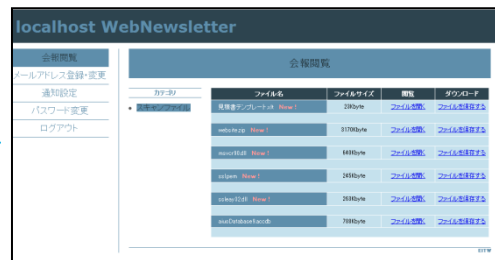 localhost WebNewsletter
会報閲覧
メールアドレス登録・変更
通知設定
パスワード変更
ログアウト
会報閲覧
カテゴリ
スキャンファイル
ファイル名 ファイルサイズ 閲覧 ダウンロード
見積書テンプレート.xlt New! 23Kbyte ファイルを開く ファイルを保存する
website.zip New! 3170Kbyte ファイルを開く ファイルを保存する
New! ファイルを開く ファイルを保存する
New! ファイルを開く ファイルを保存する
New! ファイルを開く ファイルを保存する
ファイルを開く ファイルを保存する